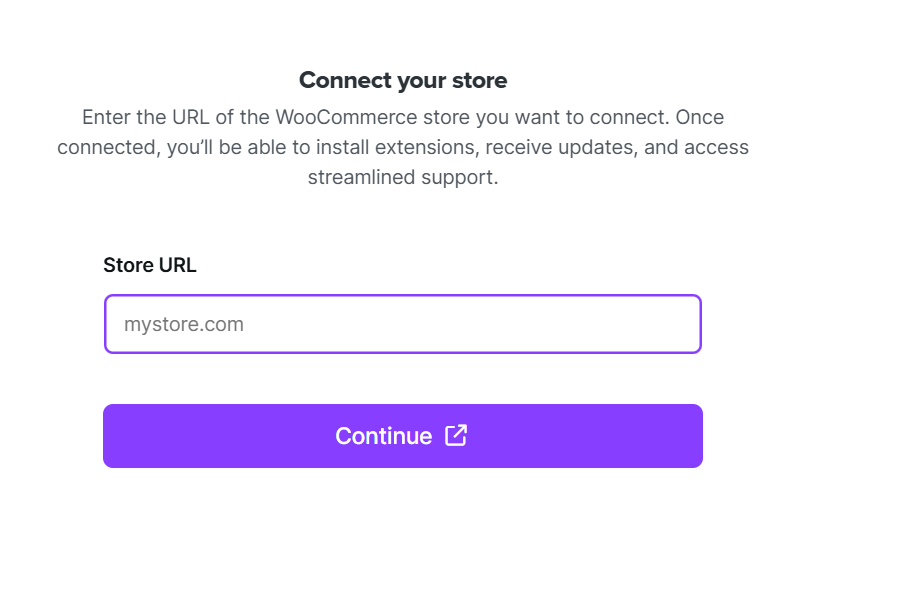 Connect your store
Enter the URL of the WooCommerce store you want to connect. Once
connected, you’ll be able to install extensions, receive updates, and access
streamlined support.
Store URL
mystore.com
Continue